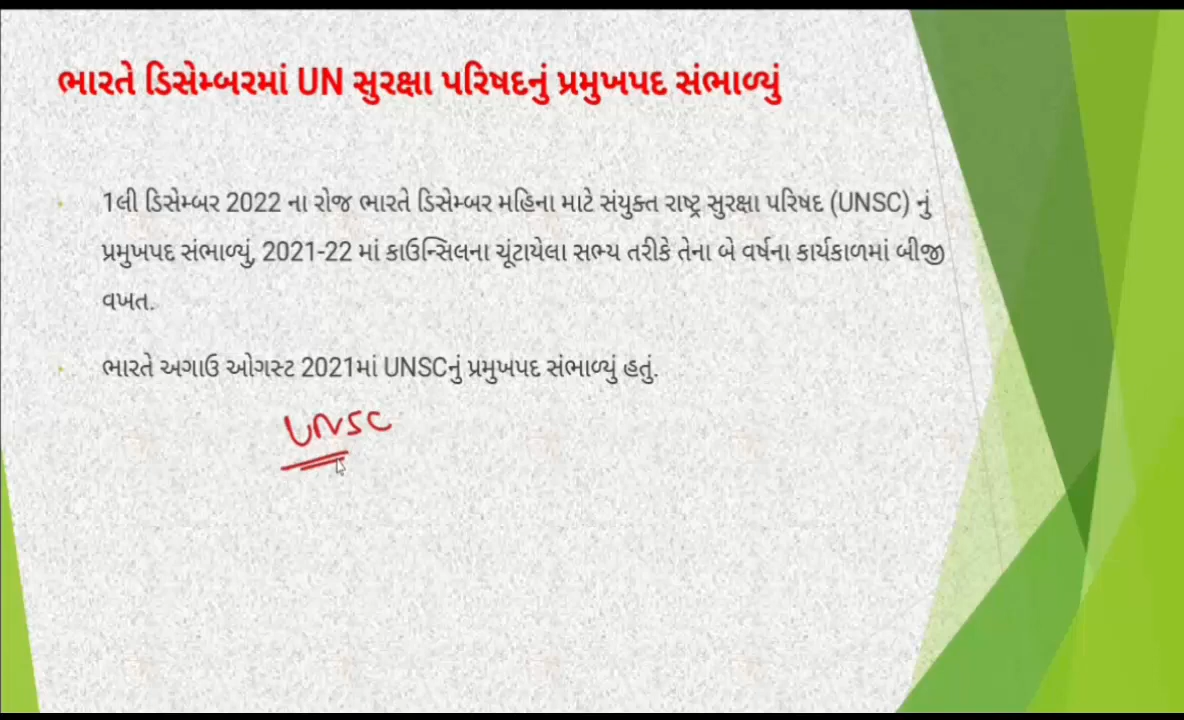 ભારતે ડિસેમ્બરમાં UN સુરક્ષા પરિષદનું પ્રમુખપદ સંભાળ્યું
1લી ડિસેમ્બર 2022 ના રોજ ભારતે ડિસેમ્બર મહિના માટે સંયુક્ત રાષ્ટ્ર સુરક્ષા પરિષદ (UNSC) નું
પ્રમુખપદ સંભાળ્યું, 2021-22 માં કાઉન્સિલના ચૂંટાયેલા સભ્ય તરીકે તેના બે વર્ષના કાર્યકાળમાં બીજી
વખત.
ભારતે અગાઉ ઓગસ્ટ 2021માં UNSCનું પ્રમુખપદ સંભાળ્યું હતું.
UNSC